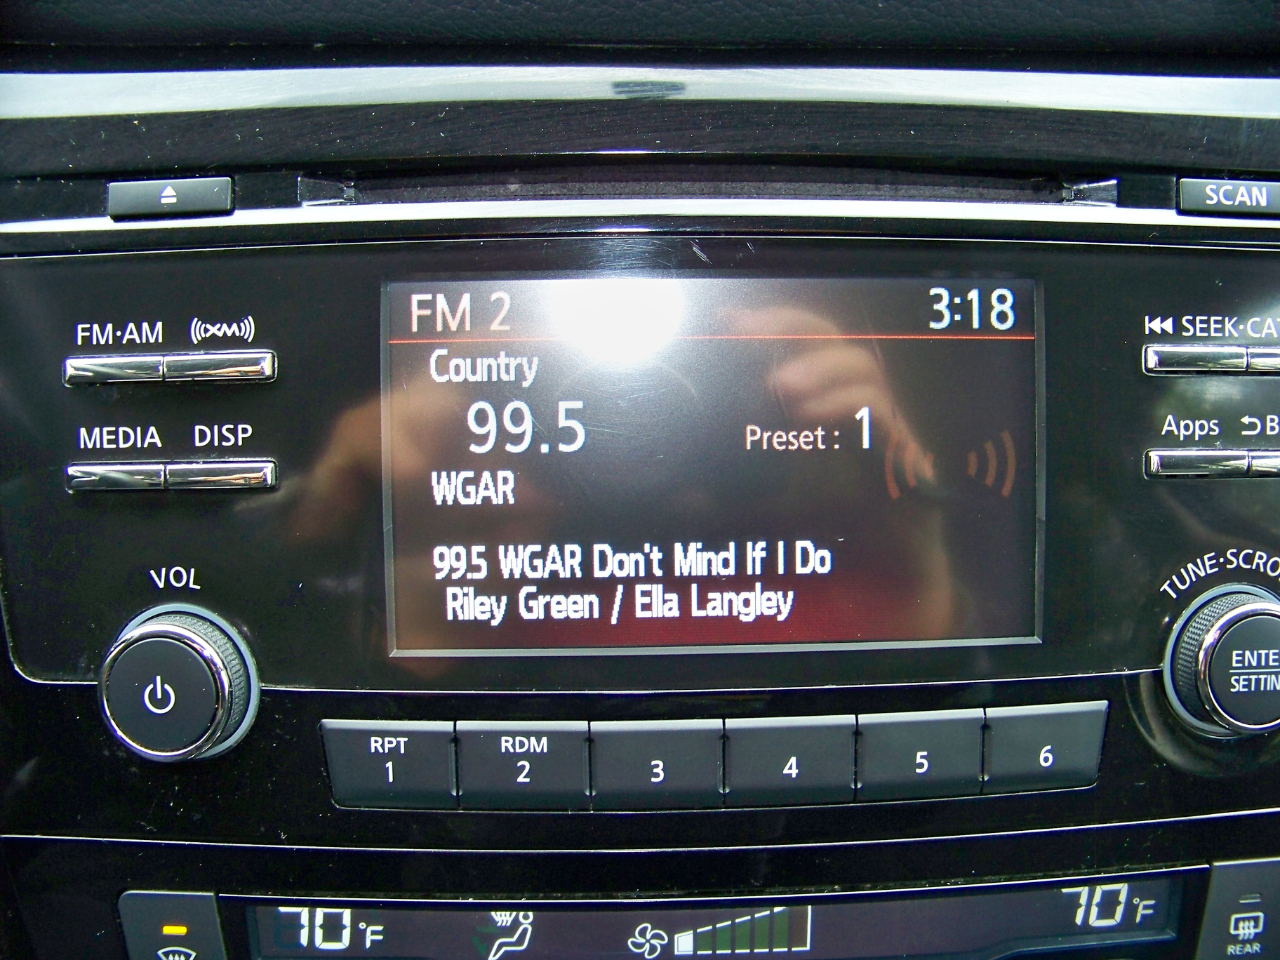 SCAN
FM·AM
XM
MEDIA DISP
VOL
FM 2 3:18
Country
99.5 Preset : 1
WGAR
99.5 WGAR Don't Mind If I Do
Riley Green / Ella Langley
SEEK·CAT
Apps B
TUNE·SCRO
ENTE
SETTIN
RPT
1
RDM
2
3
4
5
6
70°F
70°F
REAR